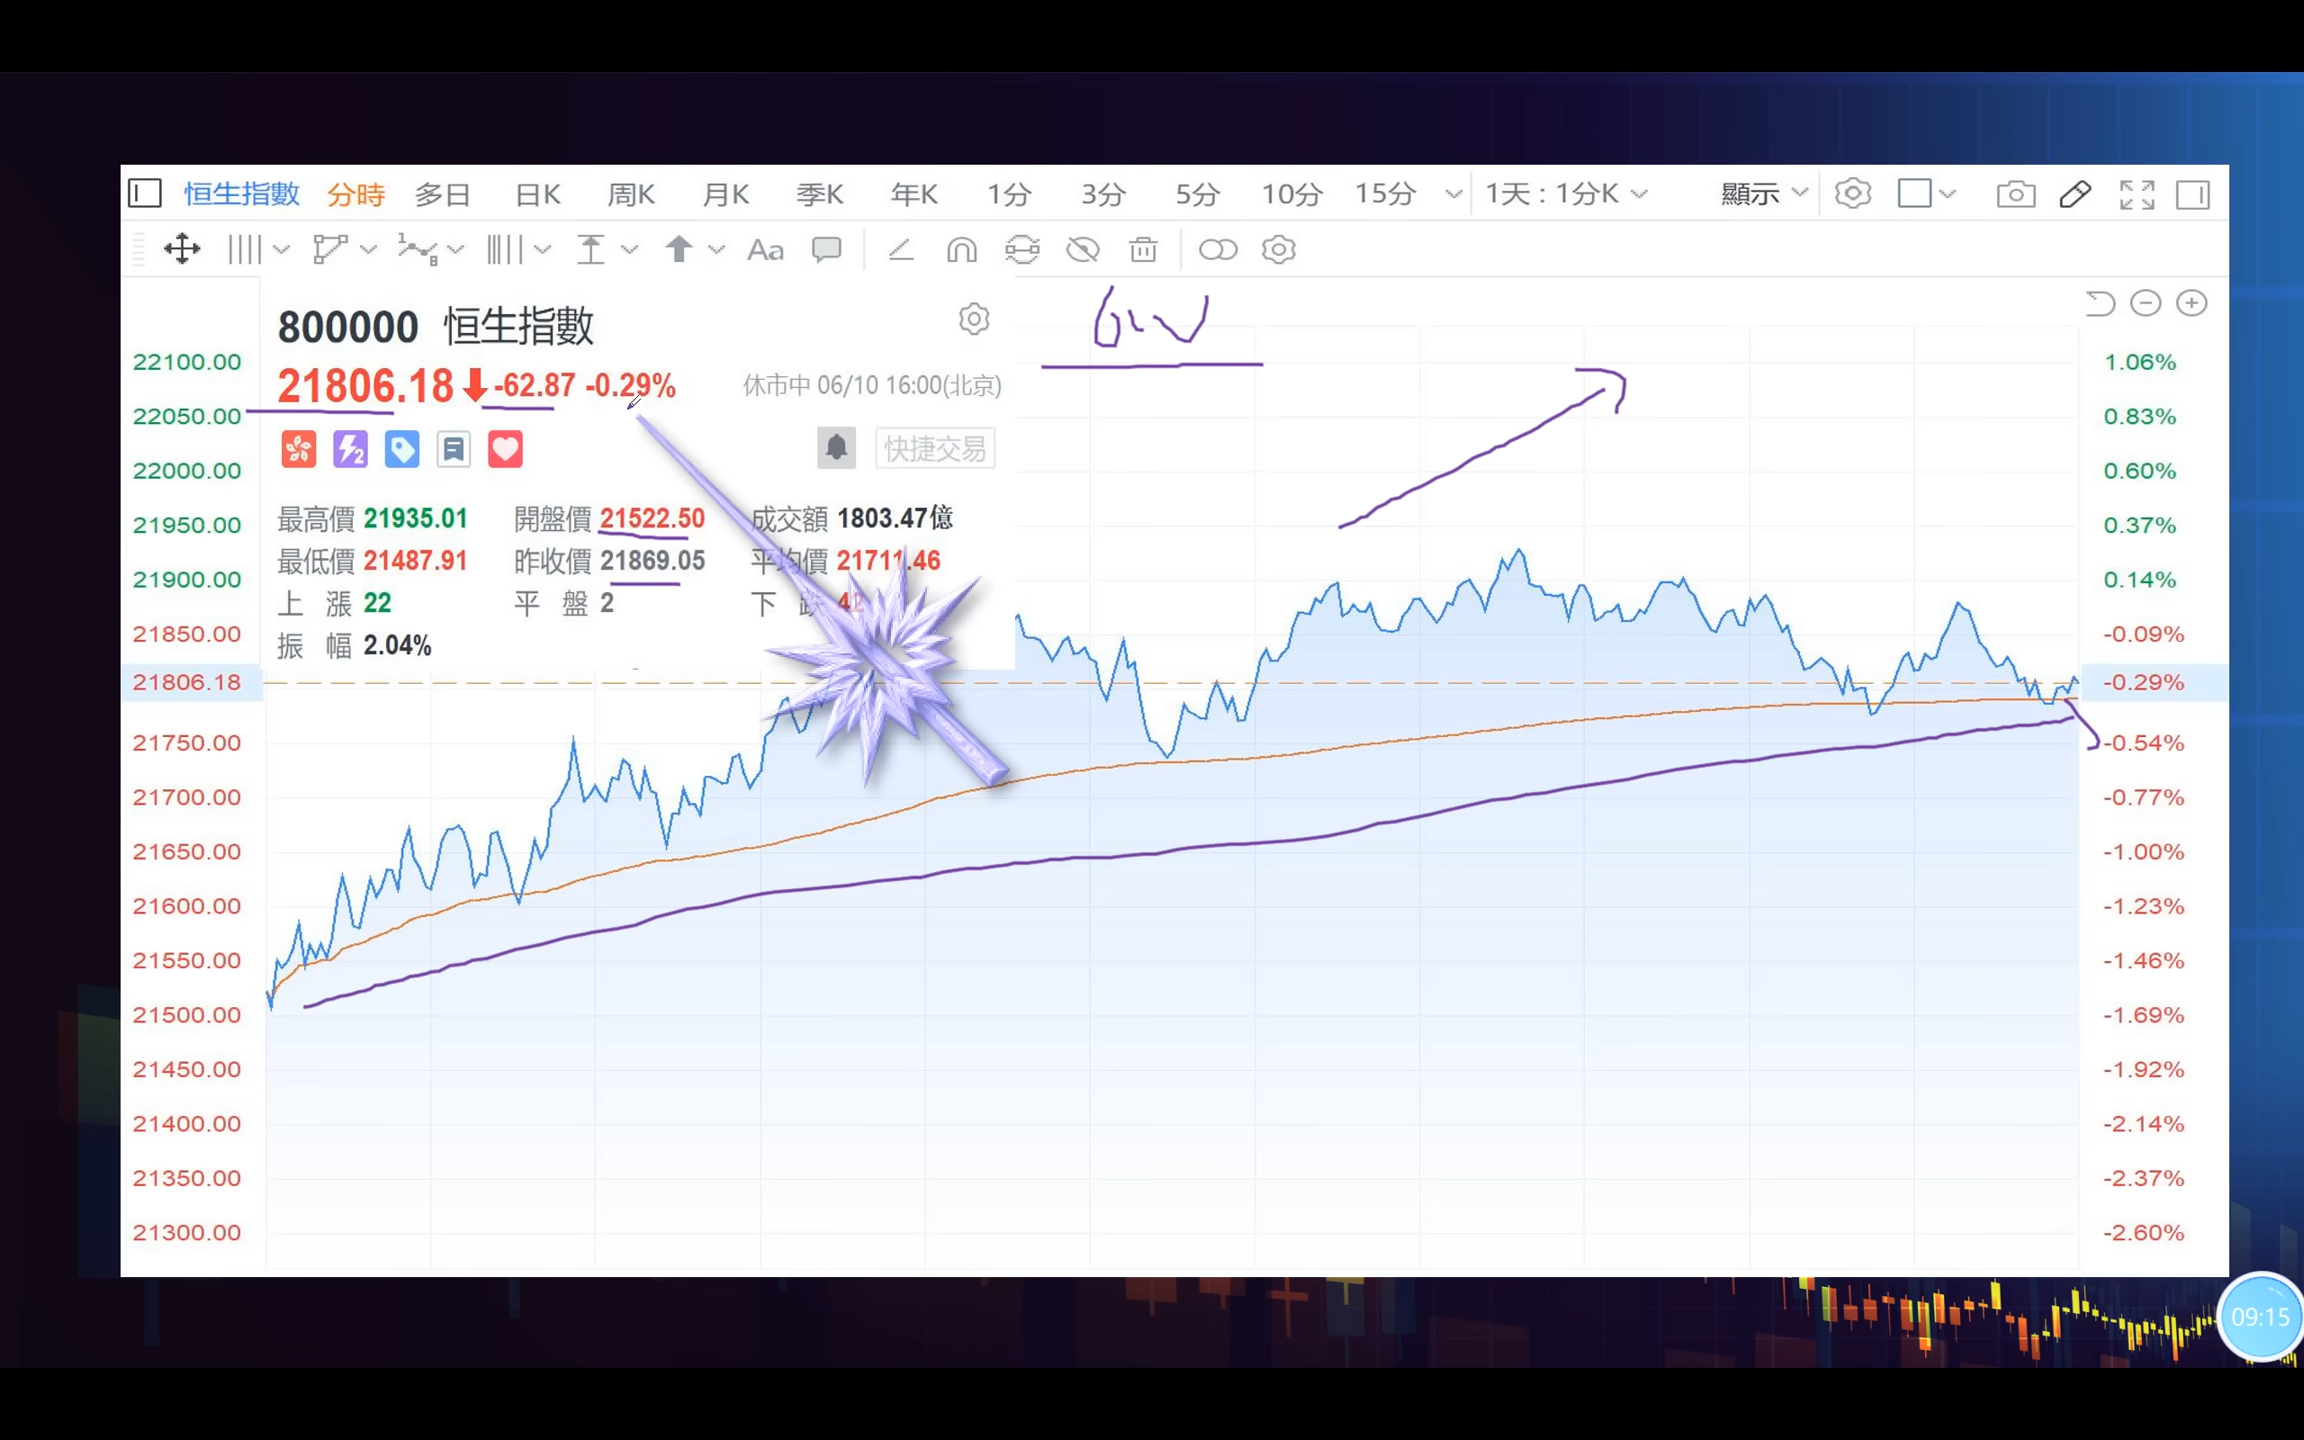 恒生指數 分時 多日 日K 周K 月K 季K 年K 1分 3分 5分 10分 15分 1天 : 1分K 顯示
Aa
800000 恒生指數
21806.18 -62.87 -0.29% 休市中 06/10 16:00(北京)
快捷交易
最高價 21935.01 開盤價 21522.50 成交額 1803.47億
最低價 21487.91 昨收價 21869.05 平均價 21711.46
上 漲 22 平 盤 2 下 跌
振 幅 2.04%
22100.00 1.06%
22050.00 0.83%
22000.00 0.60%
21950.00 0.37%
21900.00 0.14%
21850.00 -0.09%
21806.18 -0.29%
21750.00 -0.54%
21700.00 -0.77%
21650.00 -1.00%
21600.00 -1.23%
21550.00 -1.46%
21500.00 -1.69%
21450.00 -1.92%
21400.00 -2.14%
21350.00 -2.37%
21300.00 -2.60%
09:15